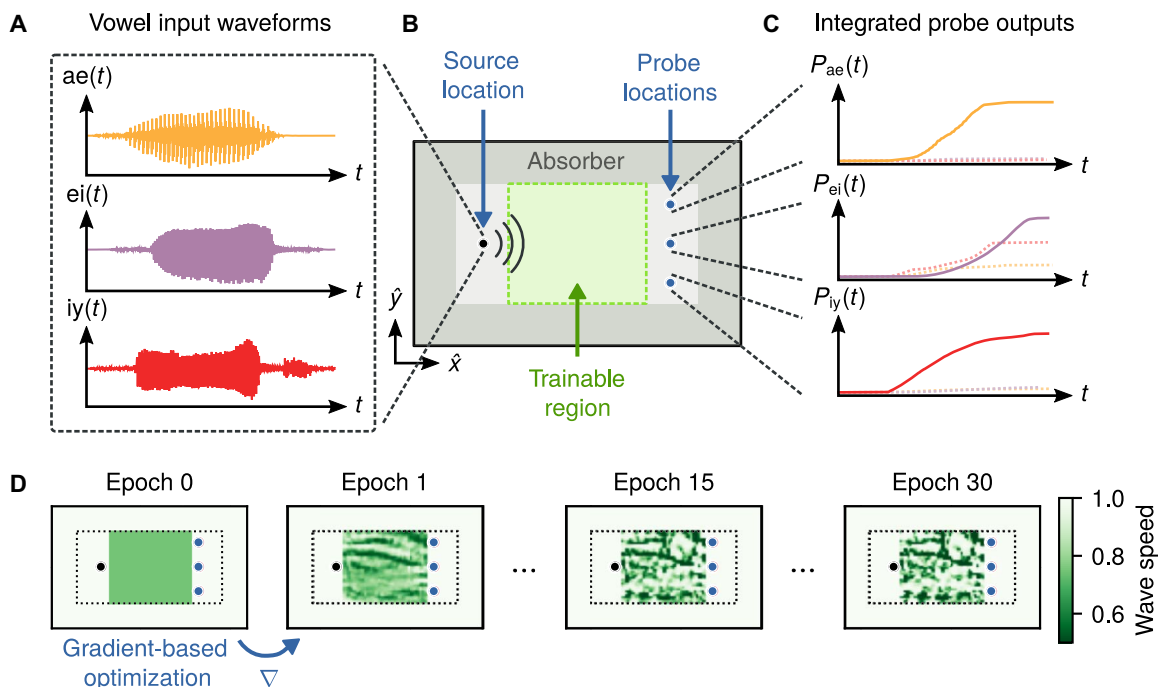 A
Vowel input waveforms
ae(t)
t
ei(t)
t
iy(t)
t
B
Source
location
Probe
locations
Absorber
ŷ
x̂
Trainable
region
C
Integrated probe outputs
Pae(t)
t
Pei(t)
t
Piy(t)
t
D
Epoch 0
Epoch 1
Epoch 15
Epoch 30
...
...
Gradient-based
optimization
∇
1.0
0.8
0.6
Wave speed